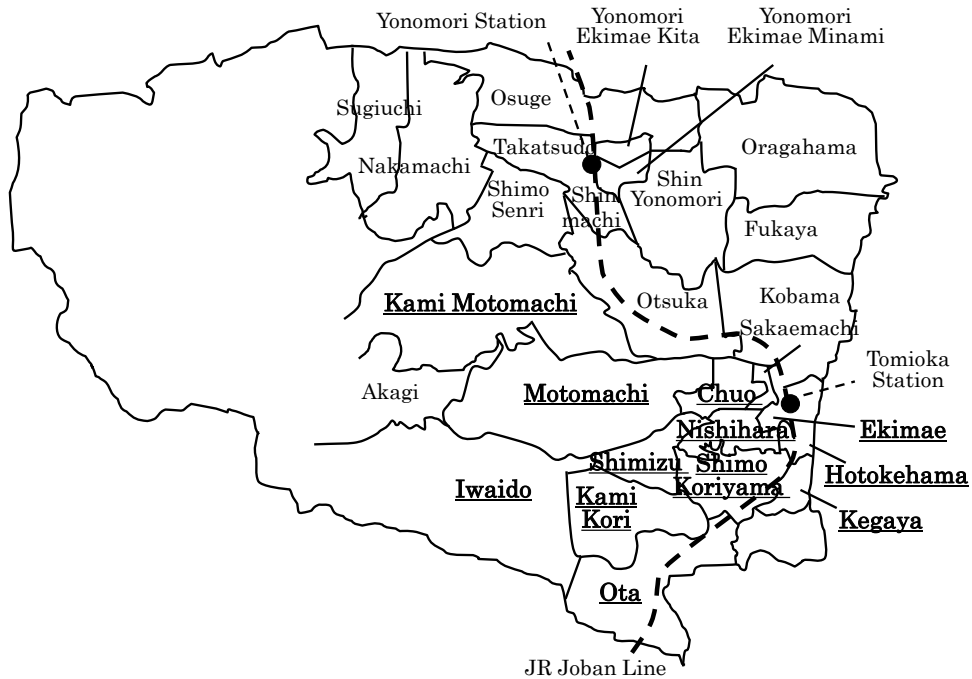 Yonomori Station
Yonomori
Ekimae Kita
Yonomori
Ekimae Minami
Sugiuchi
Osuge
Takatsudo
Oragahama
Nakamachi
Shimo
Senri
Shin
machi
Shin
Yonomori
Fukaya
Kami Motomachi
Otsuka
Kobama
Sakaemachi
Tomioka
Station
Akagi
Motomachi
Chuo
Nishihara
Ekimae
Shimizu
Shimo
Koriyama
Hotokehama
Iwaido
Kami
Kori
Kegaya
Ota
JR Joban Line